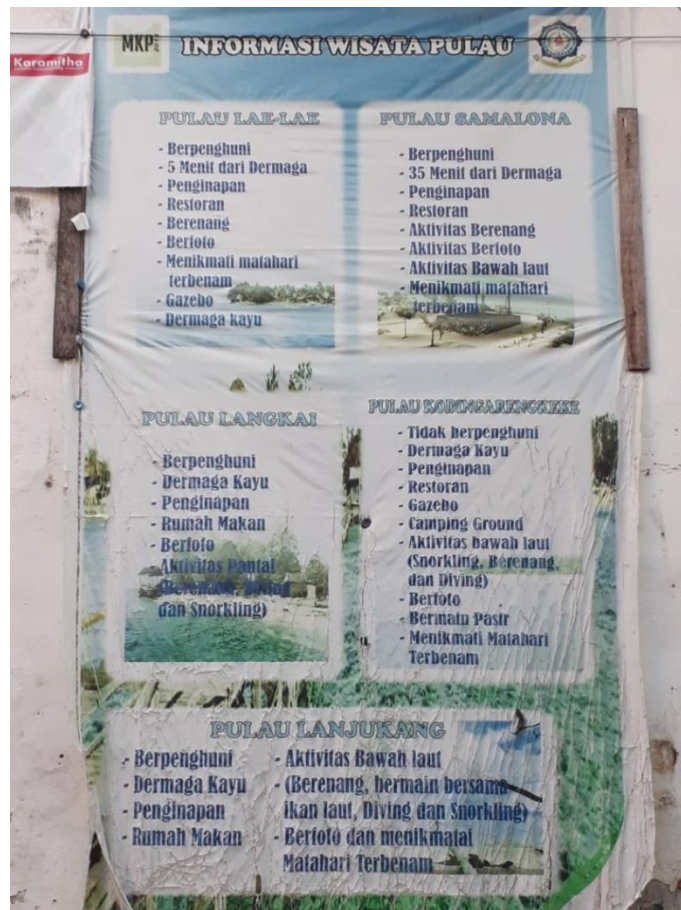 MKP
INFORMASI WISATA PULAU
Karamitha
PULAU LAE-LAE
- Berpenghuni
- 5 Menit dari Dermaga
- Penginapan
- Restoran
- Berenang
- Berfoto
- Menikmati matahari
terbenam
- Gazebo
- Dermaga kayu
PULAU SAMALONA
- Berpenghuni
- 35 Menit dari Dermaga
- Penginapan
- Restoran
- Aktivitas Berenang
- Aktivitas Berfoto
- Aktivitas Bawah laut
- Menikmati matahari
terbenam
PULAU LANGKAI
- Berpenghuni
- Dermaga Kayu
- Penginapan
- Rumah Makan
- Berfoto
- Aktivitas Pantai
(Berenang, Diving
dan Snorkling)
PULAU KODINGARENGKEKE
- Tidak berpenghuni
- Dermaga Kayu
- Penginapan
- Restoran
- Gazebo
- Camping Ground
- Aktivitas bawah laut
(Snorkling, Berenang,
dan Diving)
- Berfoto
- Bermain Pasir
- Menikmati Matahari
Terbenam
PULAU LANJUKANG
- Berpenghuni
- Dermaga Kayu
- Penginapan
- Rumah Makan
- Aktivitas Bawah laut
- (Berenang, bermain bersama
ikan laut, Diving dan Snorkling)
- Berfoto dan menikmatai
Matahari Terbenam